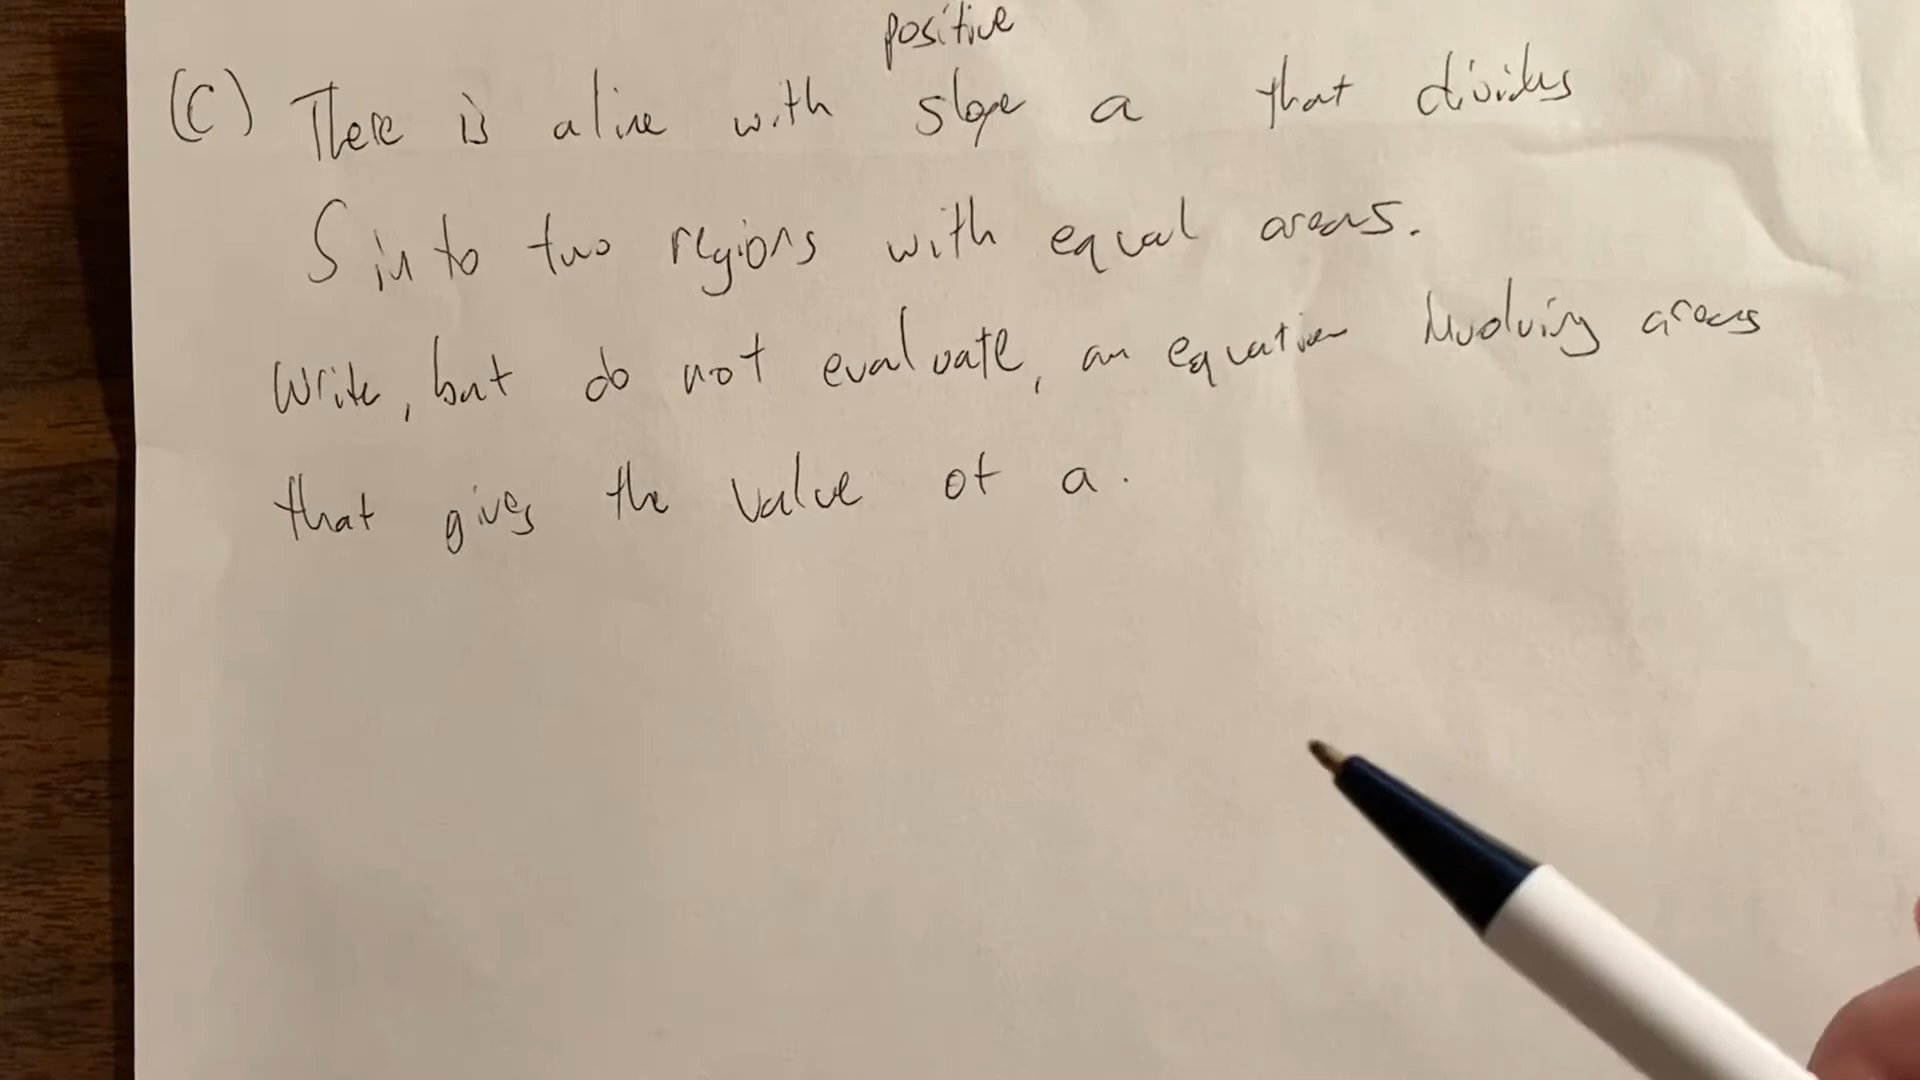 positive
(C) There is a line with slope a that divides
S into two regions with equal areas.
Write, but do not evaluate, an equation involving areas
that gives the value of a.